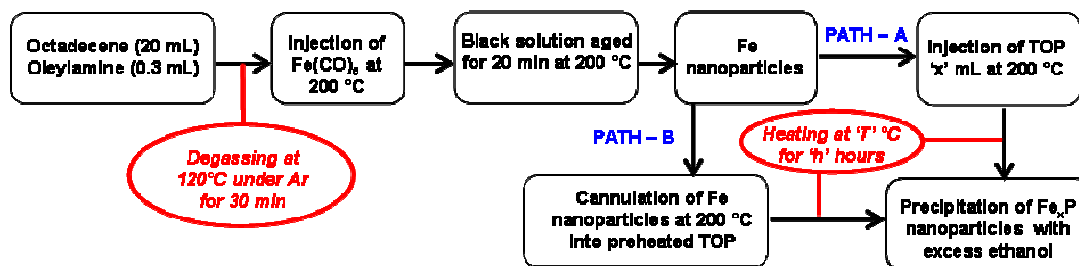 Octadecene (20 mL)
Oleylamine (0.3 mL)
Degassing at
120°C under Ar
for 30 min
Injection of
Fe(CO)₅ at
200 °C
Black solution aged
for 20 min at 200 °C
Fe
nanoparticles
PATH – A
Injection of TOP
‘x’ mL at 200 °C
PATH – B
Heating at ‘T’ °C
for ‘h’ hours
Cannulation of Fe
nanoparticles at 200 °C
into preheated TOP
Precipitation of FeₓP
nanoparticles with
excess ethanol